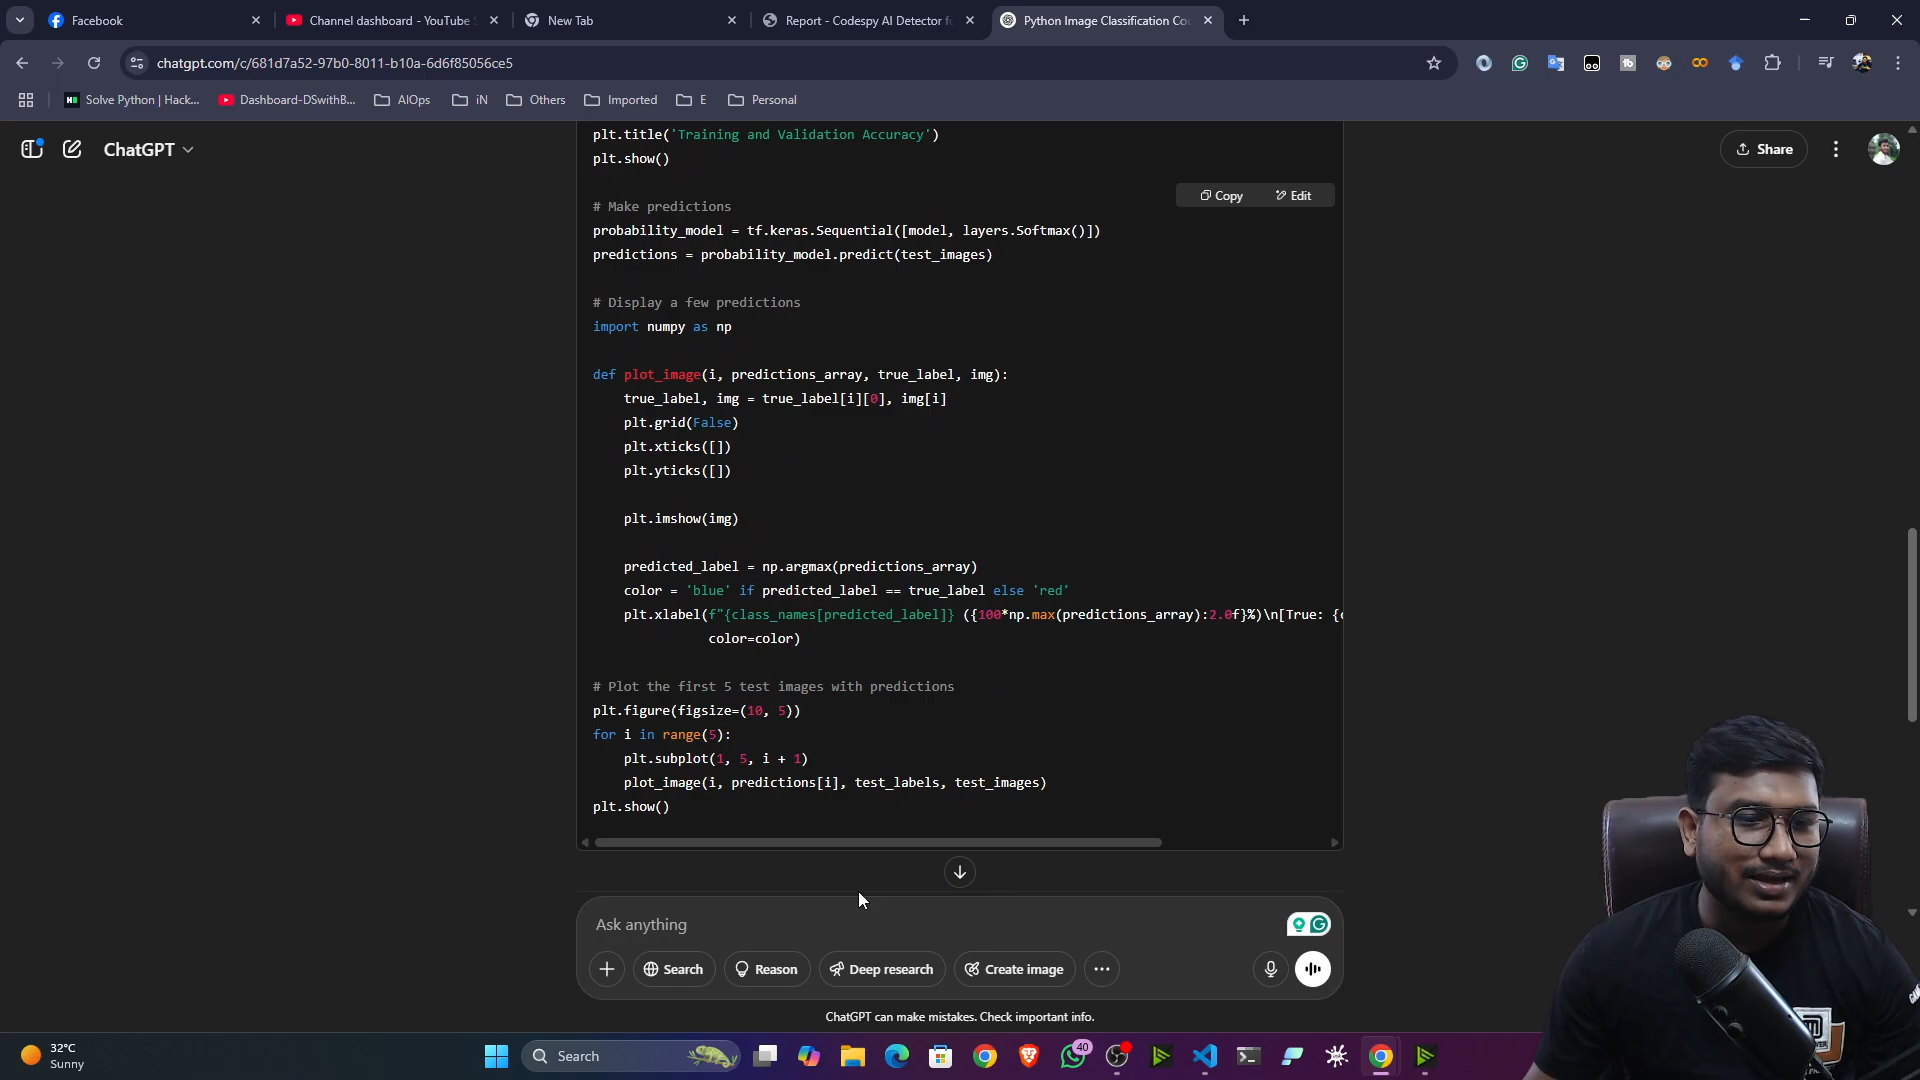 Facebook
Channel dashboard - YouTube
New Tab
Report - Codespy AI Detector
Python Image Classification Co
chatgpt.com/c/681d7a52-97b0-8011-b10a-6d6f85056ce5
Solve Python | Hack...
Dashboard-DSwithB...
AIOps
iN
Others
Imported
E
Personal
ChatGPT
Share
plt.title('Training and Validation Accuracy')
plt.show()
Copy
Edit
# Make predictions
probability_model = tf.keras.Sequential([model, layers.Softmax()])
predictions = probability_model.predict(test_images)
# Display a few predictions
import numpy as np
def plot_image(i, predictions_array, true_label, img):
true_label, img = true_label[i][0], img[i]
plt.grid(False)
plt.xticks([])
plt.yticks([])
plt.imshow(img)
predicted_label = np.argmax(predictions_array)
color = 'blue' if predicted_label == true_label else 'red'
plt.xlabel(f"{class_names[predicted_label]} ({100*np.max(predictions_array):2.0f}%)\n[True: {
color=color)
# Plot the first 5 test images with predictions
plt.figure(figsize=(10, 5))
for i in range(5):
plt.subplot(1, 5, i + 1)
plot_image(i, predictions[i], test_labels, test_images)
plt.show()
Ask anything
Search
Reason
Deep research
Create image
ChatGPT can make mistakes. Check important info.
32°C
Sunny
Search
40